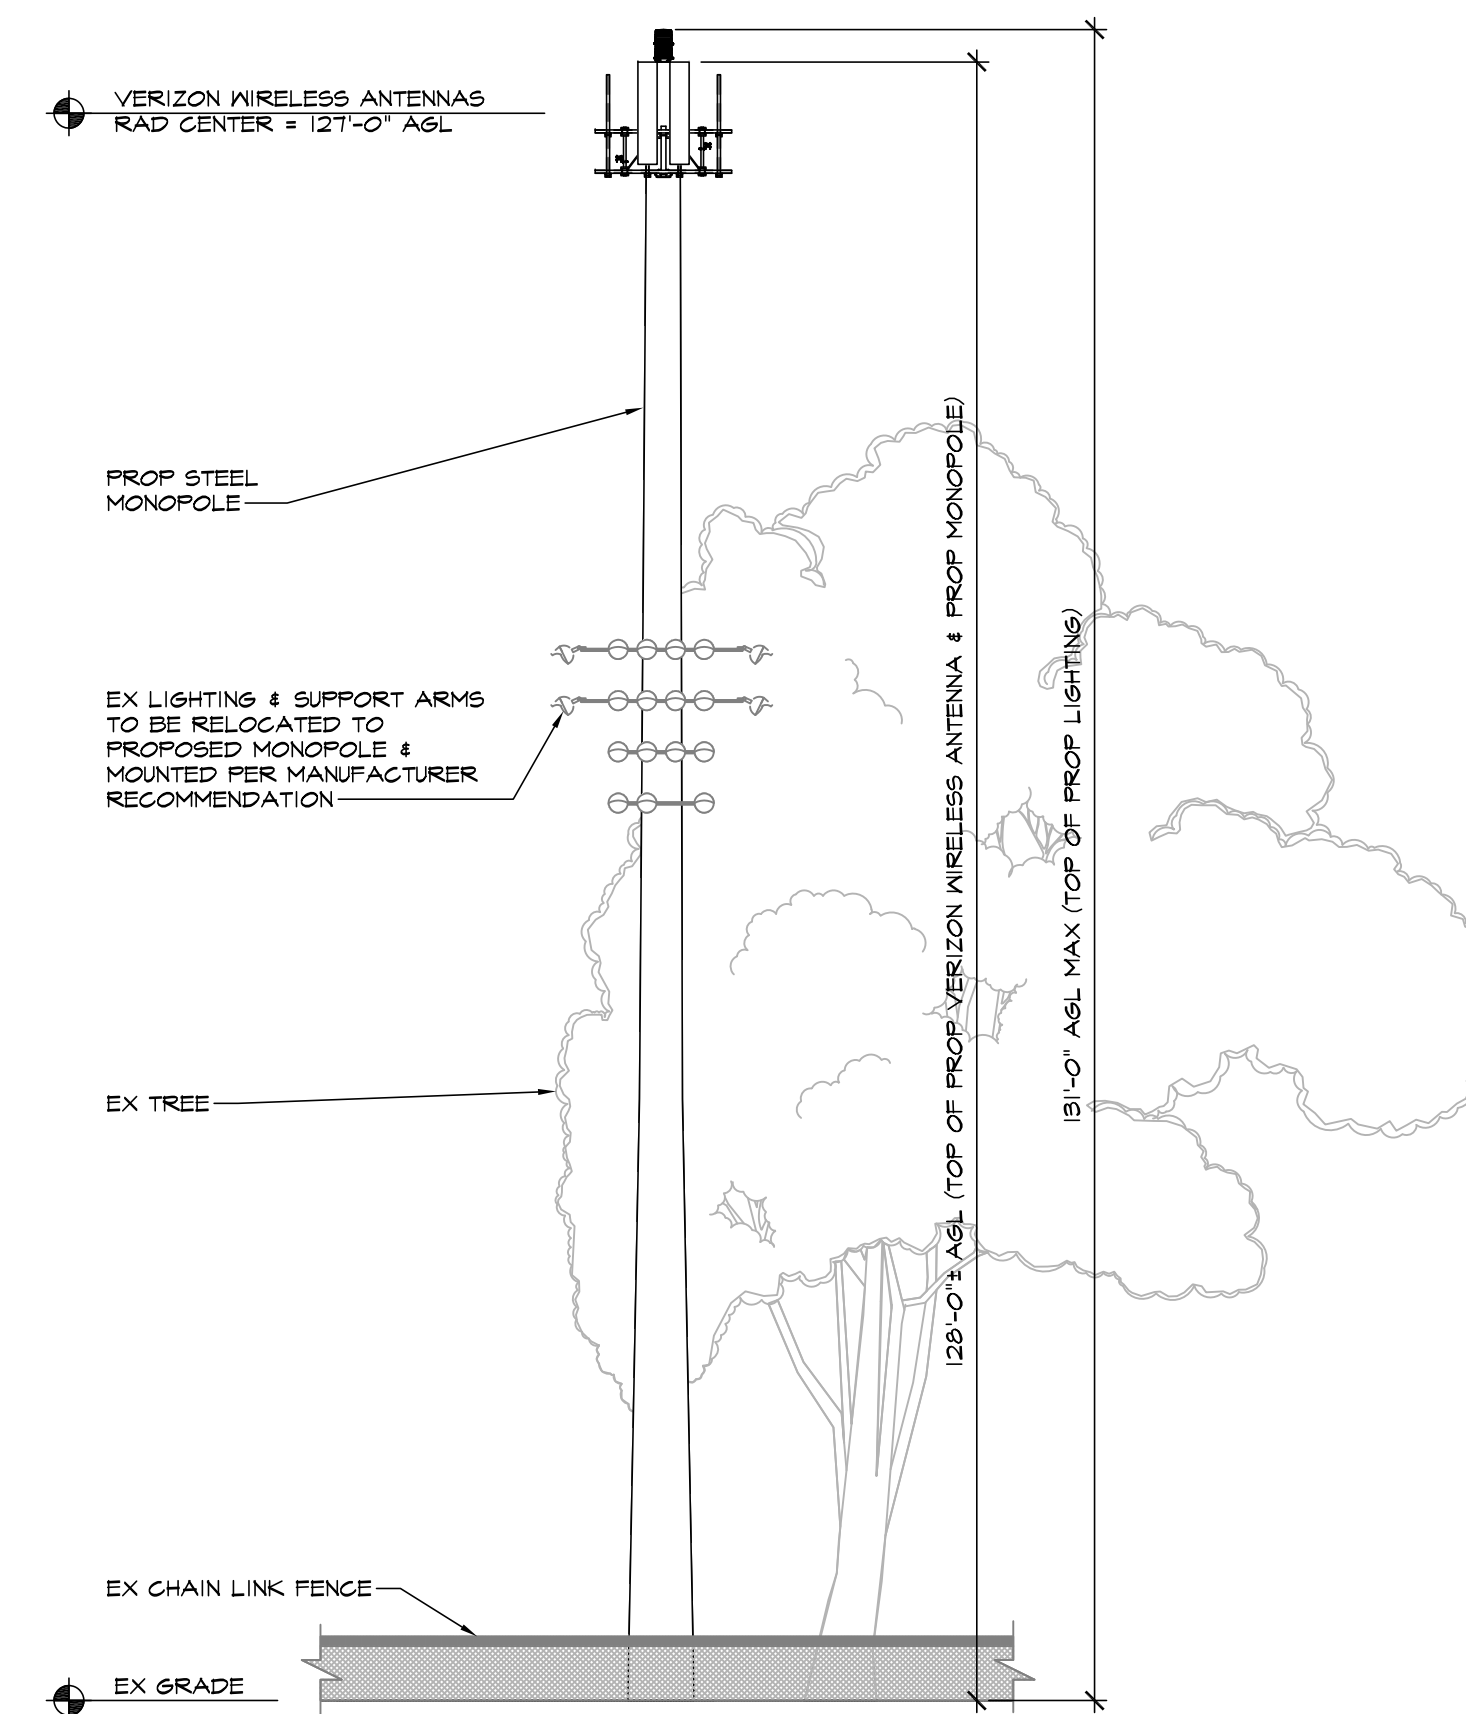 VERIZON WIRELESS ANTENNAS
RAD CENTER = 127'-0" AGL
PROP STEEL
MONOPOLE
EX LIGHTING & SUPPORT ARMS
TO BE RELOCATED TO
PROPOSED MONOPOLE &
MOUNTED PER MANUFACTURER
RECOMMENDATION
EX TREE
EX CHAIN LINK FENCE
EX GRADE
128'-0"± AGL (TOP OF PROP VERIZON WIRELESS ANTENNA & PROP MONOPOLE)
131'-0" AGL MAX (TOP OF PROP LIGHTING)